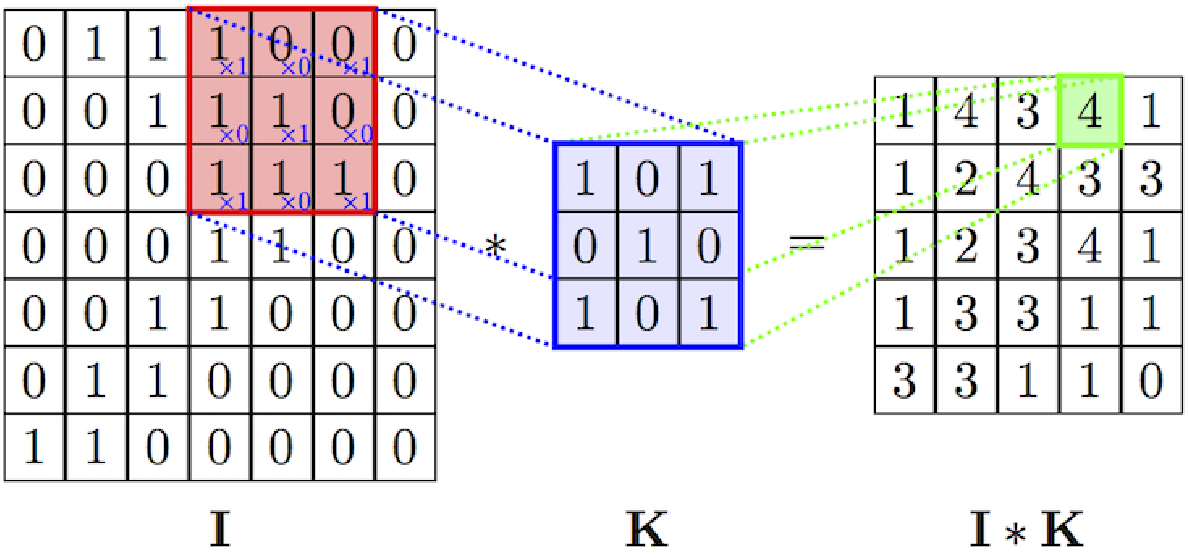 0 1 1 1 0 0 0
×1 ×0 ×1
0 0 1 1 1 0 0
×0 ×1 ×0
0 0 0 1 1 1 0
×1 ×0 ×1
0 0 0 1 1 0 0
0 0 1 1 0 0 0
0 1 1 0 0 0 0
1 1 0 0 0 0 0
I
*
1 0 1
0 1 0
1 0 1
K
=
1 4 3 4 1
1 2 4 3 3
1 2 3 4 1
1 3 3 1 1
3 3 1 1 0
I * K